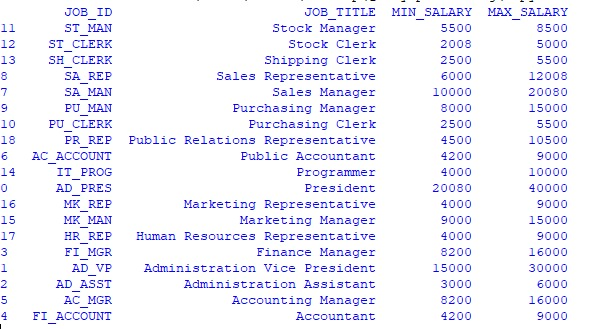 JOB_ID JOB_TITLE MIN_SALARY MAX_SALARY
11 ST_MAN Stock Manager 5500 8500
12 ST_CLERK Stock Clerk 2008 5000
13 SH_CLERK Shipping Clerk 2500 5500
8 SA_REP Sales Representative 6000 12008
7 SA_MAN Sales Manager 10000 20080
9 PU_MAN Purchasing Manager 8000 15000
10 PU_CLERK Purchasing Clerk 2500 5500
18 PR_REP Public Relations Representative 4500 10500
6 AC_ACCOUNT Public Accountant 4200 9000
14 IT_PROG Programmer 4000 10000
0 AD_PRES President 20080 40000
16 MK_REP Marketing Representative 4000 9000
15 MK_MAN Marketing Manager 9000 15000
17 HR_REP Human Resources Representative 4000 9000
3 FI_MGR Finance Manager 8200 16000
1 AD_VP Administration Vice President 15000 30000
2 AD_ASST Administration Assistant 3000 6000
5 AC_MGR Accounting Manager 8200 16000
4 FI_ACCOUNT Accountant 4200 9000